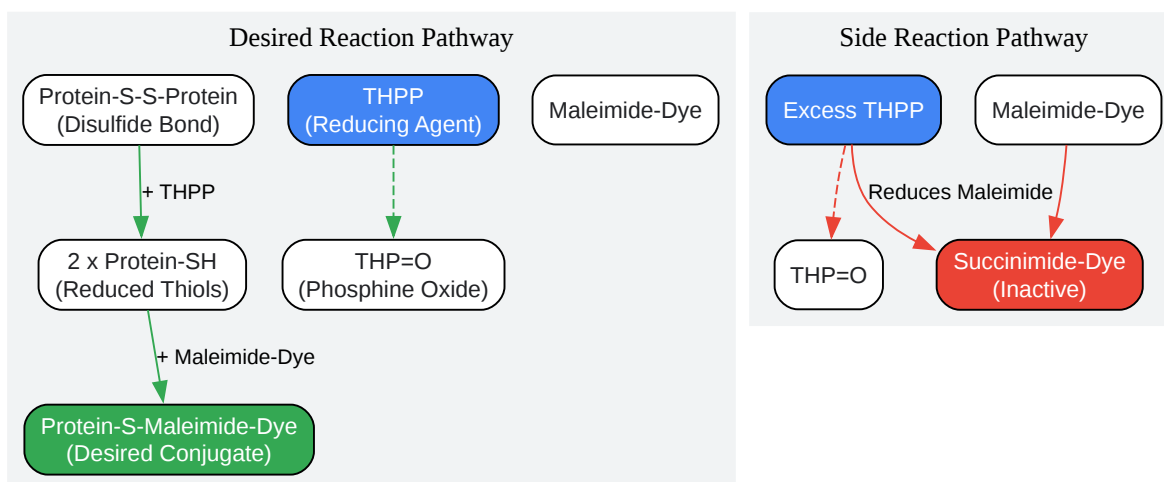 Desired Reaction Pathway
Protein-S-S-Protein
(Disulfide Bond)
THPP
(Reducing Agent)
Maleimide-Dye
+ THPP
2 x Protein-SH
(Reduced Thiols)
THP=O
(Phosphine Oxide)
+ Maleimide-Dye
Protein-S-Maleimide-Dye
(Desired Conjugate)
Side Reaction Pathway
Excess THPP
Maleimide-Dye
Reduces Maleimide
THP=O
Succinimide-Dye
(Inactive)